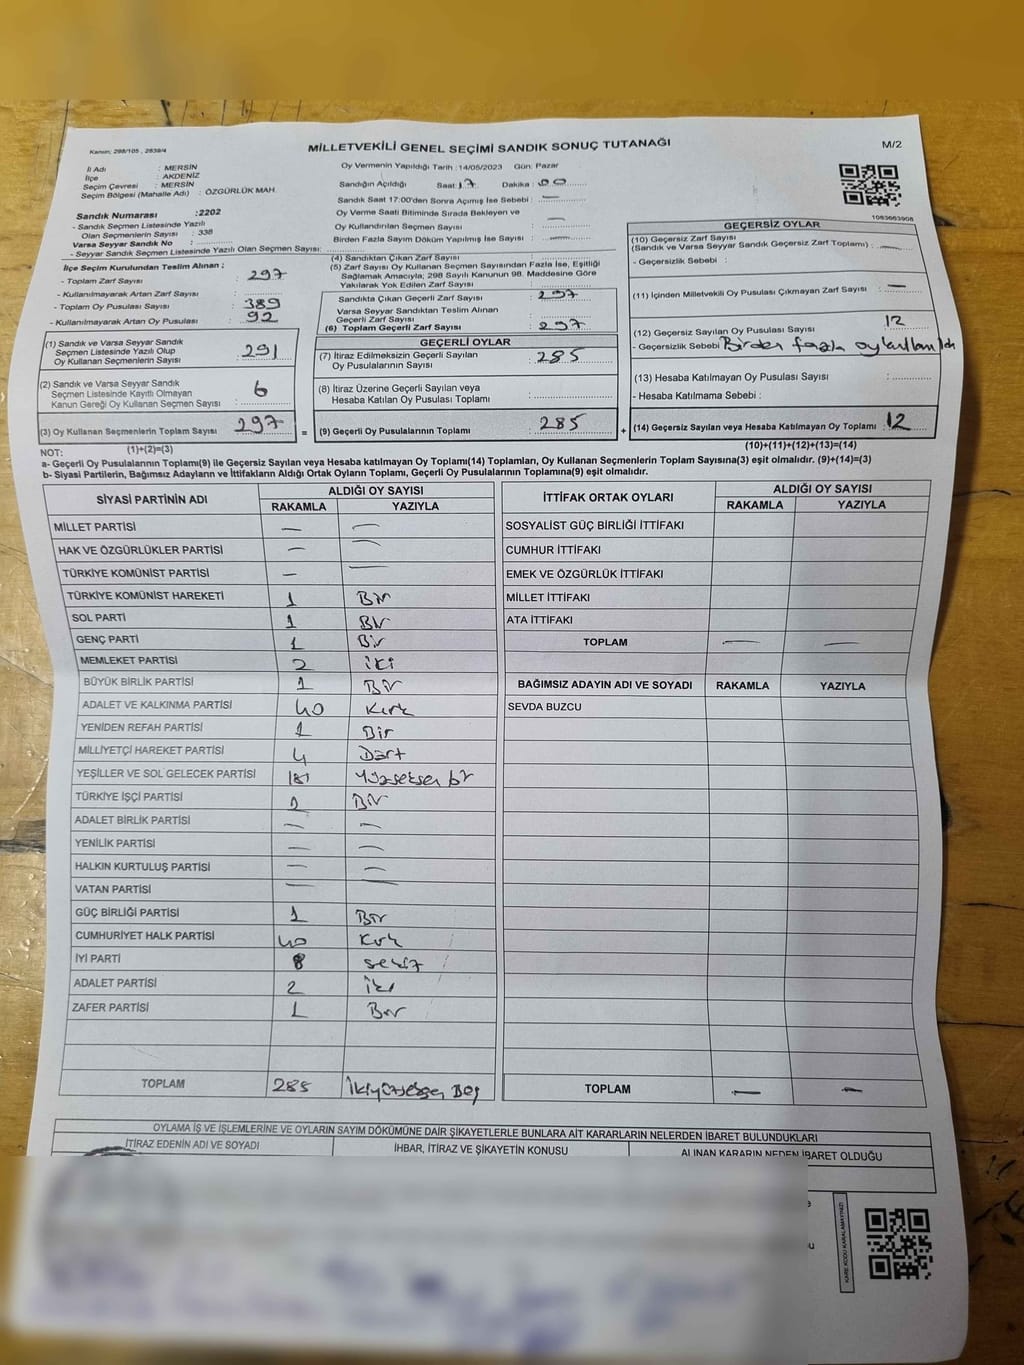 Kanun; 298/105 , 2839/4
MİLLETVEKİLİ GENEL SEÇİMİ SANDIK SONUÇ TUTANAĞI
M/2
İl Adı : MERSİN
İlçe : AKDENİZ
Seçim Çevresi : MERSİN
Seçim Bölgesi (Mahalle Adı) : ÖZGÜRLÜK MAH.
Sandık Numarası :2202
- Sandık Seçmen Listesinde Yazılı
Olan Seçmenlerin Sayısı : 338
Varsa Seyyar Sandık No :
- Seyyar Sandık Seçmen Listesinde Yazılı Olan Seçmen Sayısı:
Oy Vermenin Yapıldığı Tarih : 14/05/2023 Gün: Pazar
Sandığın Açıldığı Saat: 17 Dakika : 00
Sandık Saat 17:00'den Sonra Açılmış İse Sebebi : —
Oy Verme Saati Bitiminde Sırada Bekleyen ve
Oy Kullandırılan Seçmen Sayısı : —
Birden Fazla Sayım Döküm Yapılmış İse Sayısı : —
1083663908
İlçe Seçim Kurulundan Teslim Alınan ;
- Toplam Zarf Sayısı : 297
- Kullanılmayarak Artan Zarf Sayısı :
- Toplam Oy Pusulası Sayısı : 389
- Kullanılmayarak Artan Oy Pusulası : 92
(1) Sandık ve Varsa Seyyar Sandık
Seçmen Listesinde Yazılı Olup
Oy Kullanan Seçmenlerin Sayısı : 291
(2) Sandık ve Varsa Seyyar Sandık
Seçmen Listesinde Kayıtlı Olmayan
Kanun Gereği Oy Kullanan Seçmen Sayısı : 6
(3) Oy Kullanan Seçmenlerin Toplam Sayısı : 297 =
(4) Sandıktan Çıkan Zarf Sayısı
(5) Zarf Sayısı Oy Kullanan Seçmen Sayısından Fazla İse, Eşitliği
Sağlamak Amacıyla; 298 Sayılı Kanunun 98. Maddesine Göre
Yakılarak Yok Edilen Zarf Sayısı :
Sandıkta Çıkan Geçerli Zarf Sayısı : 297
Varsa Seyyar Sandıktan Teslim Alınan
Geçerli Zarf Sayısı :
(6) Toplam Geçerli Zarf Sayısı : 297
GEÇERLİ OYLAR
(7) İtiraz Edilmeksizin Geçerli Sayılan
Oy Pusulalarının Sayısı : 285
(8) İtiraz Üzerine Geçerli Sayılan veya
Hesaba Katılan Oy Pusulası Toplamı :
(9) Geçerli Oy Pusulalarının Toplamı : 285 +
GEÇERSİZ OYLAR
(10) Geçersiz Zarf Sayısı
(Sandık ve Varsa Seyyar Sandık Geçersiz Zarf Toplamı) : —
- Geçersizlik Sebebi :
(11) İçinden Milletvekili Oy Pusulası Çıkmayan Zarf Sayısı : —
(12) Geçersiz Sayılan Oy Pusulası Sayısı : 12
- Geçersizlik Sebebi : Birden fazla oy
(13) Hesaba Katılmayan Oy Pusulası Sayısı :
- Hesaba Katılmama Sebebi :
(14) Geçersiz Sayılan veya Hesaba Katılmayan Oy Toplamı : 12
NOT: (1)+(2)=(3) (10)+(11)+(12)+(13)=(14)
a- Geçerli Oy Pusulalarının Toplamı(9) ile Geçersiz Sayılan veya Hesaba katılmayan Oy Toplamı(14) Toplamları, Oy Kullanan Seçmenlerin Toplam Sayısına(3) eşit olmalıdır. (9)+(14)=(3)
b- Siyasi Partilerin, Bağımsız Adayların ve İttifakların Aldığı Ortak Oyların Toplamı, Geçerli Oy Pusulalarının Toplamına(9) eşit olmalıdır.
SİYASİ PARTİNİN ADI ALDIĞI OY SAYISI
RAKAMLA YAZIYLA
MİLLET PARTİSİ — —
HAK VE ÖZGÜRLÜKLER PARTİSİ — —
TÜRKİYE KOMÜNİST PARTİSİ — —
TÜRKİYE KOMÜNİST HAREKETİ 1 Bir
SOL PARTİ 1 Bir
GENÇ PARTİ 1 Bir
MEMLEKET PARTİSİ 2 iki
BÜYÜK BİRLİK PARTİSİ 1 Bir
ADALET VE KALKINMA PARTİSİ 40 Kırk
YENİDEN REFAH PARTİSİ 1 Bir
MİLLİYETÇİ HAREKET PARTİSİ 4 Dört
YEŞİLLER VE SOL GELECEK PARTİSİ 181 Yüzseksen bir
TÜRKİYE İŞÇİ PARTİSİ 1 Bir
ADALET BİRLİK PARTİSİ — —
YENİLİK PARTİSİ — —
HALKIN KURTULUŞ PARTİSİ — —
VATAN PARTİSİ — —
GÜÇ BİRLİĞİ PARTİSİ 1 Bir
CUMHURİYET HALK PARTİSİ 40 Kırk
İYİ PARTİ 8 sekiz
ADALET PARTİSİ 2 iki
ZAFER PARTİSİ 1 Bir
TOPLAM 285 İkiyüzseksen Beş
İTTİFAK ORTAK OYLARI ALDIĞI OY SAYISI
RAKAMLA YAZIYLA
SOSYALİST GÜÇ BİRLİĞİ İTTİFAKI
CUMHUR İTTİFAKI
EMEK VE ÖZGÜRLÜK İTTİFAKI
MİLLET İTTİFAKI
ATA İTTİFAKI
TOPLAM — —
BAĞIMSIZ ADAYIN ADI VE SOYADI RAKAMLA YAZIYLA
SEVDA BUZCU
TOPLAM — —
OYLAMA İŞ VE İŞLEMLERİNE VE OYLARIN SAYIM DÖKÜMÜNE DAİR ŞİKAYETLERLE BUNLARA AİT KARARLARIN NELERDEN İBARET BULUNDUKLARI
İTİRAZ EDENİN ADI VE SOYADI İHBAR, İTİRAZ VE ŞİKAYETİN KONUSU ALINAN KARARIN NEDEN İBARET OLDUĞU
KARE KODU KARALAMAYINIZ!